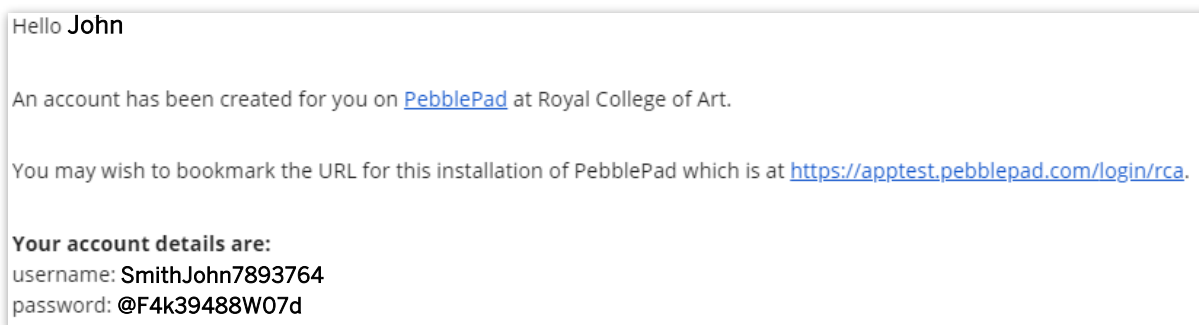 Hello John
An account has been created for you on PebblePad at Royal College of Art.
You may wish to bookmark the URL for this installation of PebblePad which is at https://apptest.pebblepad.com/login/rca.
Your account details are:
username: SmithJohn7893764
password: @F4k39488W07d